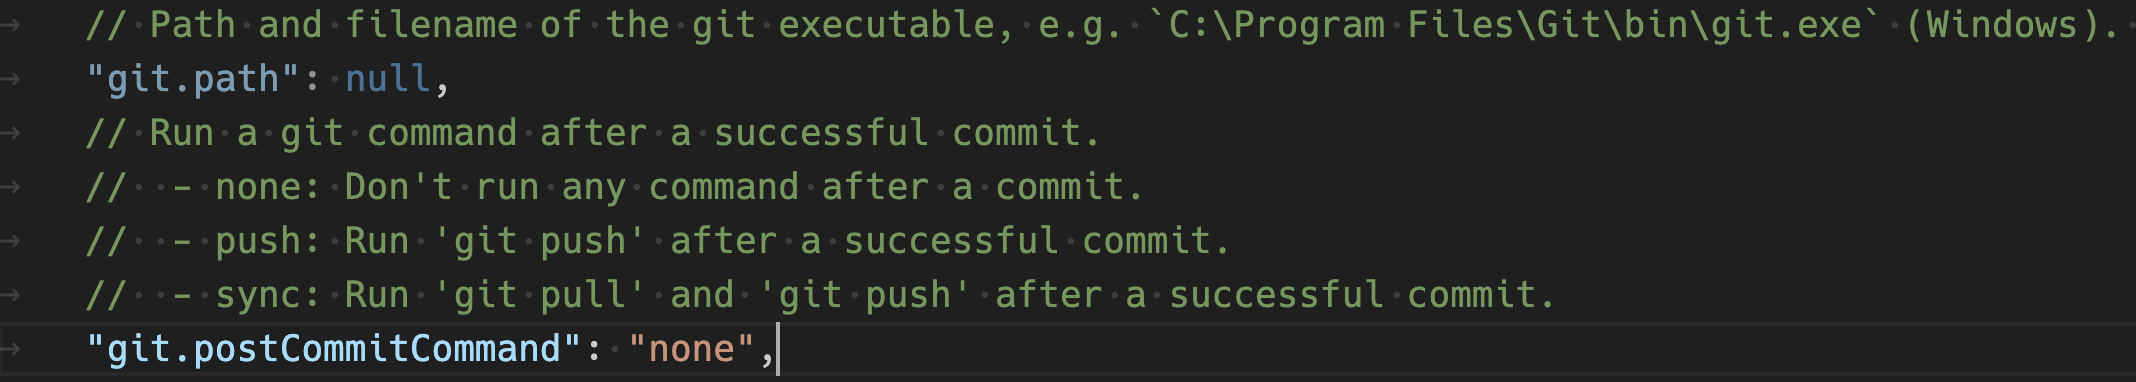 // Path and filename of the git executable, e.g. `C:\Program Files\Git\bin\git.exe` (Windows).
"git.path": null,
// Run a git command after a successful commit.
//  - none: Don't run any command after a commit.
//  - push: Run 'git push' after a successful commit.
//  - sync: Run 'git pull' and 'git push' after a successful commit.
"git.postCommitCommand": "none",